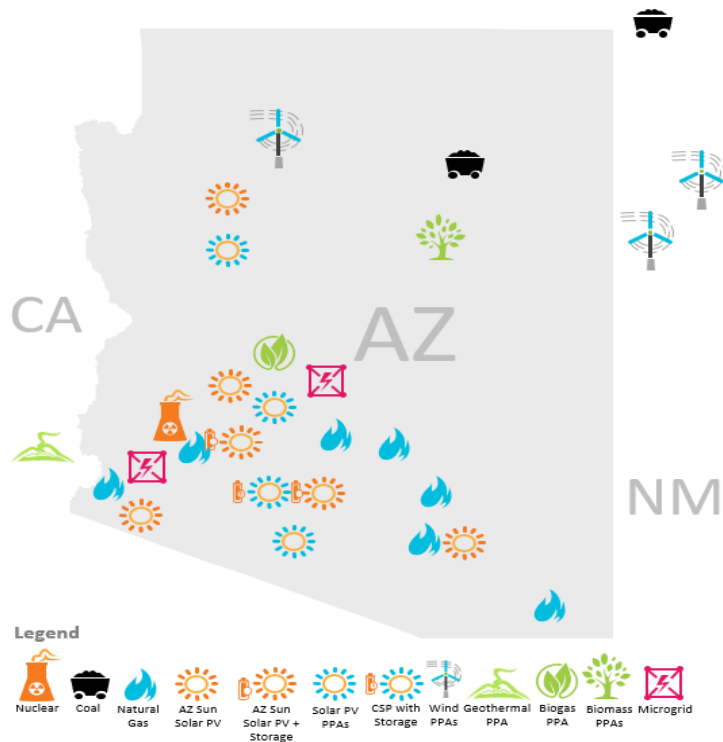 CA
AZ
NM
Legend
Nuclear
Coal
Natural
Gas
AZ Sun
Solar PV
AZ Sun
Solar PV +
Storage
Solar PV
PPAs
CSP with
Storage
Wind
PPAs
Geothermal
PPA
Biogas
PPA
Biomass
PPAs
Microgrid